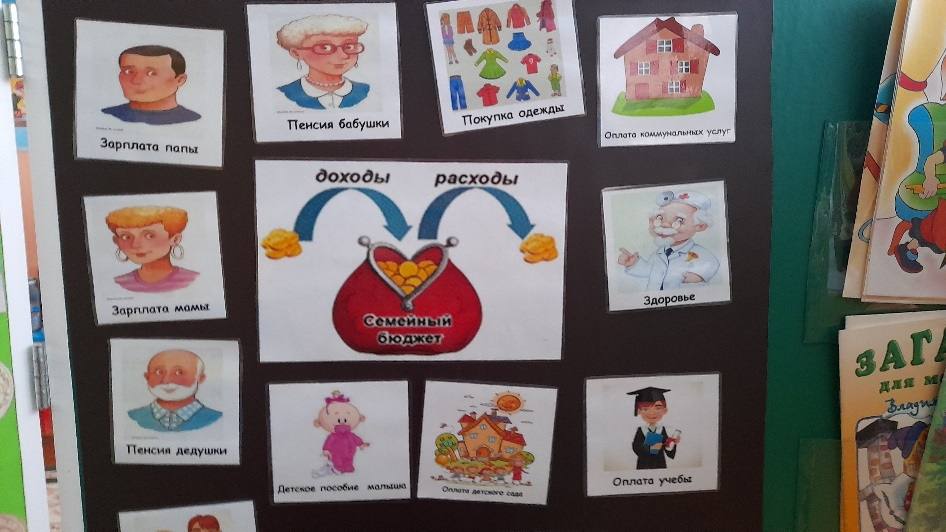 Зарплата папы
Пенсия бабушки
Покупка одежды
Оплата коммунальных услуг
доходы
расходы
Семейный
бюджет
Зарплата мамы
Здоровье
Пенсия дедушки
Детское пособие малыша
Оплата детского сада
Оплата учебы
ЗАГА
для м
Владим